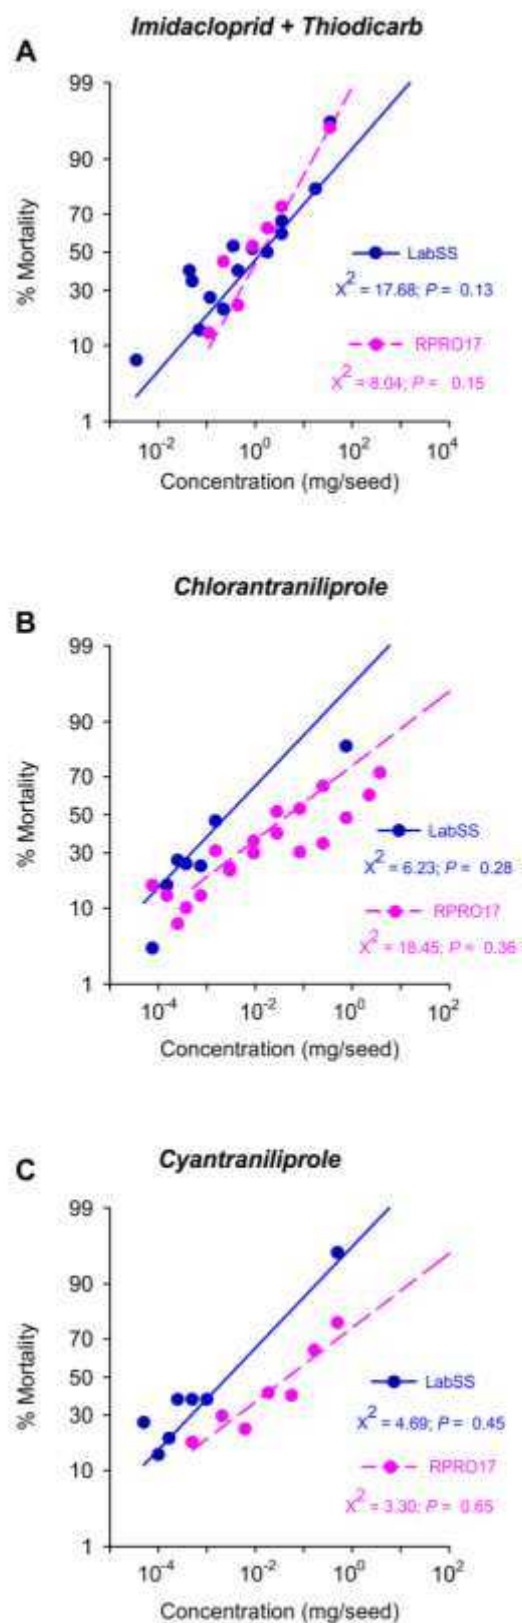 Imidacloprid + Thiodicarb
A
99
90
70
50
30
10
1
% Mortality
LabSS
X² = 17.68; P = 0.13
RPRO17
X² = 8.04; P = 0.15
10⁻² 10⁰ 10² 10⁴
Concentration (mg/seed)
Chlorantraniliprole
B
99
90
70
50
30
10
1
% Mortality
LabSS
X² = 6.23; P = 0.28
RPRO17
X² = 18.45; P = 0.36
10⁻⁴ 10⁻² 10⁰ 10²
Concentration (mg/seed)
Cyantraniliprole
C
99
90
70
50
30
10
1
% Mortality
LabSS
X² = 4.69; P = 0.45
RPRO17
X² = 3.30; P = 0.65
10⁻⁴ 10⁻² 10⁰ 10²
Concentration (mg/seed)